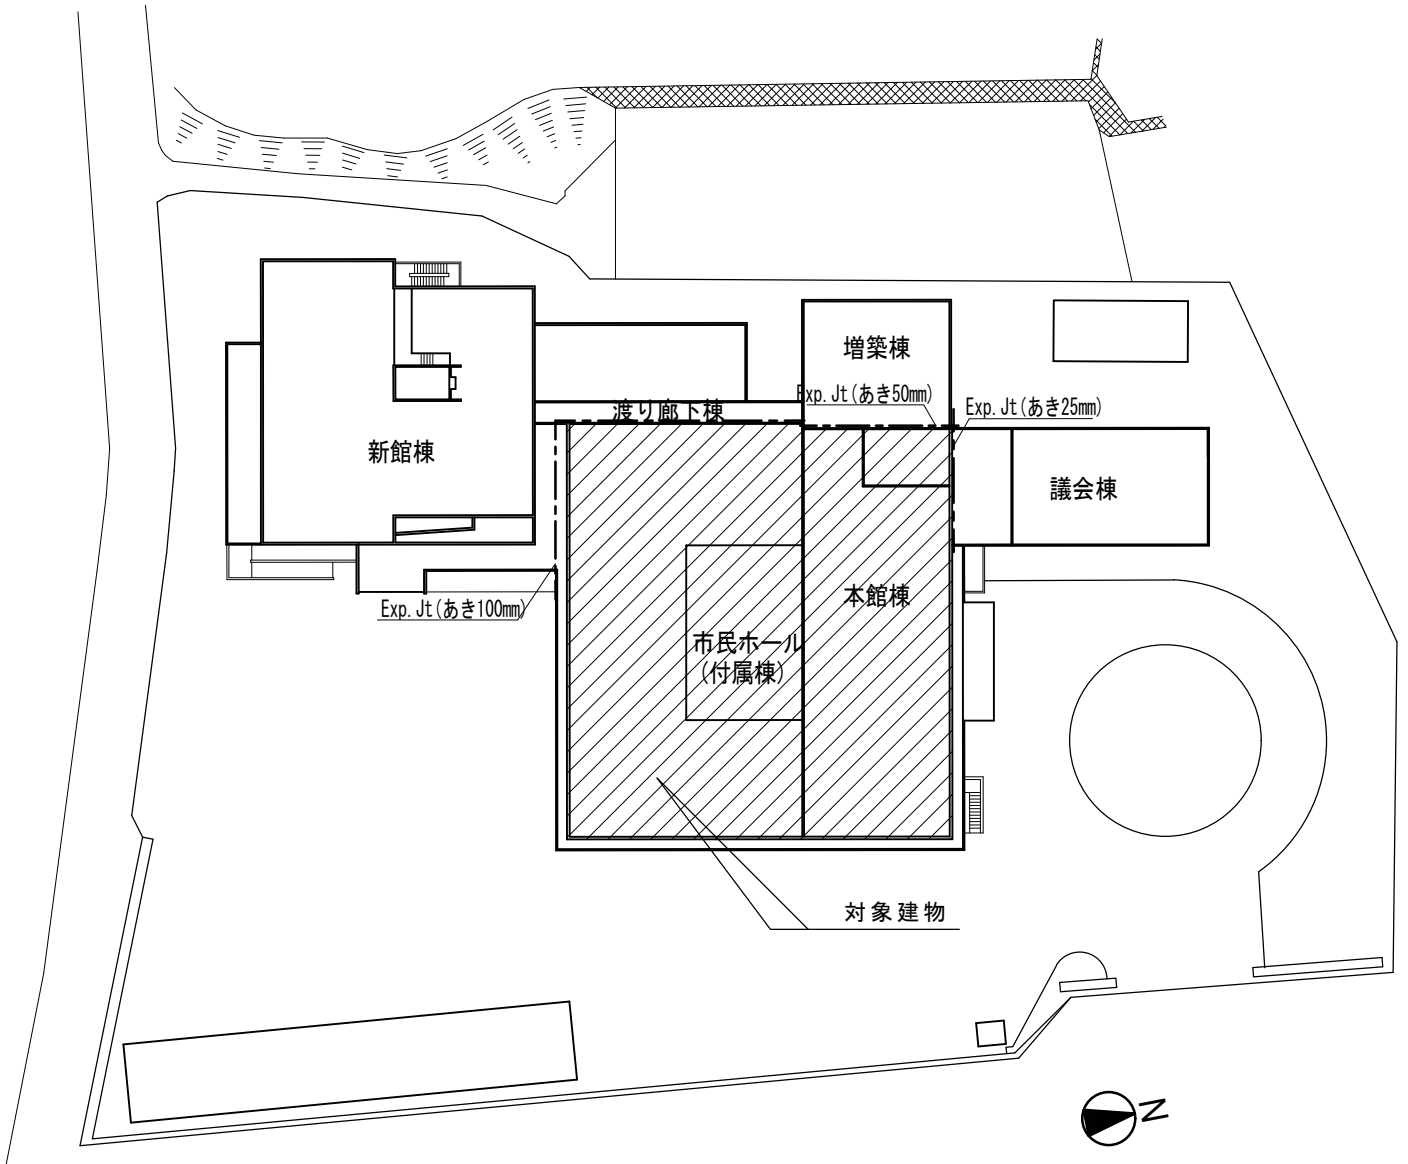 増築棟
Exp.Jt(あき50mm)
Exp.Jt(あき25mm)
渡り廊下棟
新館棟
議会棟
本館棟
Exp.Jt(あき100mm)
市民ホール
(付属棟)
対象建物
N